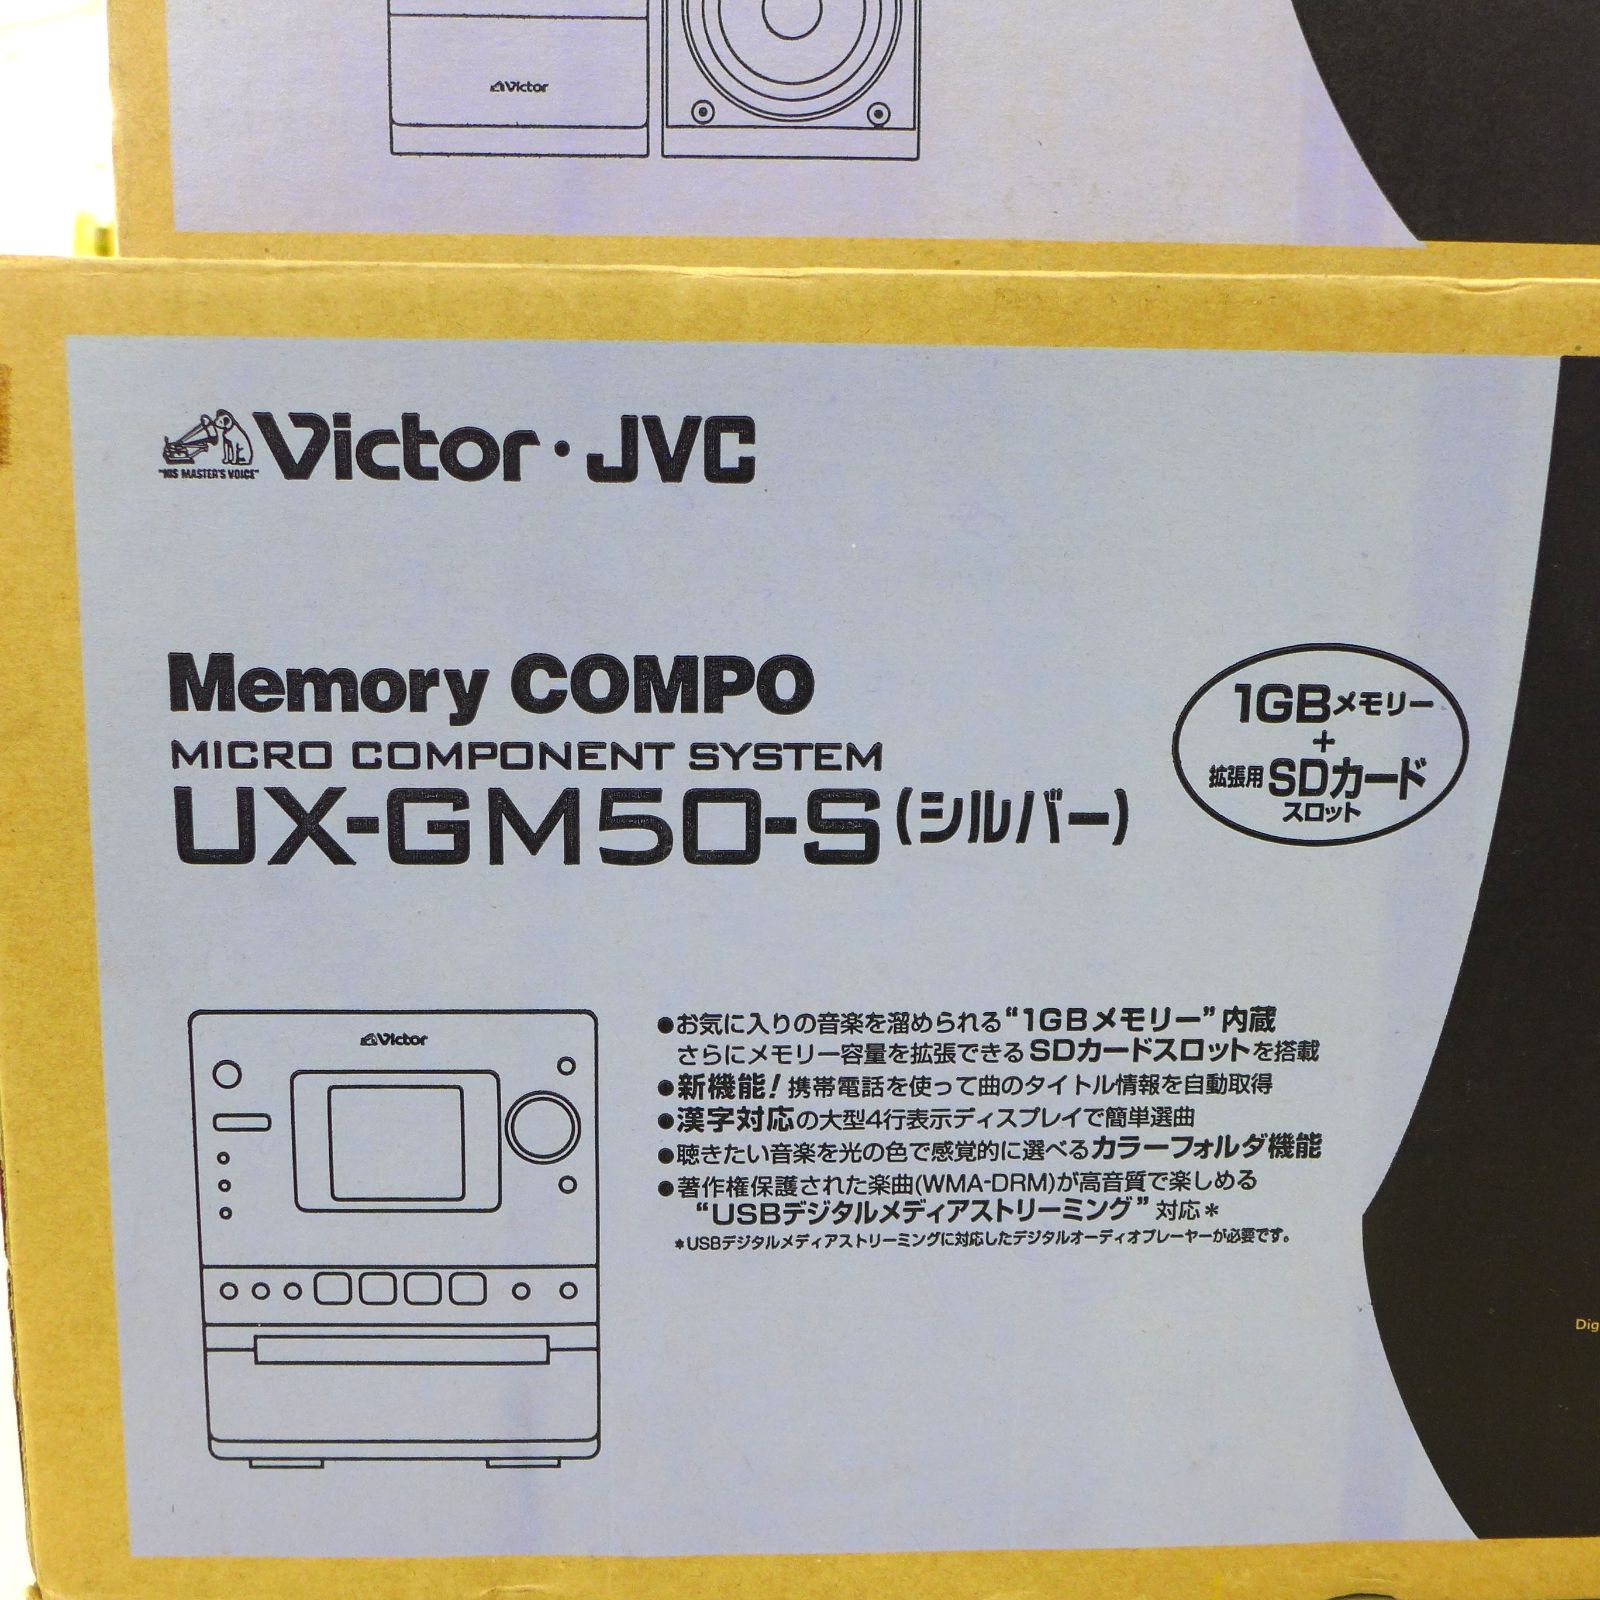 Victor
"HIS MASTER'S VOICE"
Victor・JVC
Memory COMPO
MICRO COMPONENT SYSTEM
UX-GM50-S(シルバー)
1GBメモリー
+
拡張用SDカード
スロット
Victor
●お気に入りの音楽を溜められる“1GBメモリー”内蔵
さらにメモリー容量を拡張できるSDカードスロットを搭載
●新機能!携帯電話を使って曲のタイトル情報を自動取得
●漢字対応の大型4行表示ディスプレイで簡単選曲
●聴きたい音楽を光の色で感覚的に選べるカラーフォルダ機能
●著作権保護された楽曲(WMA-DRM)が高音質で楽しめる
“USBデジタルメディアストリーミング”対応*
*USBデジタルメディアストリーミングに対応したデジタルオーディオプレーヤーが必要です。
Dig